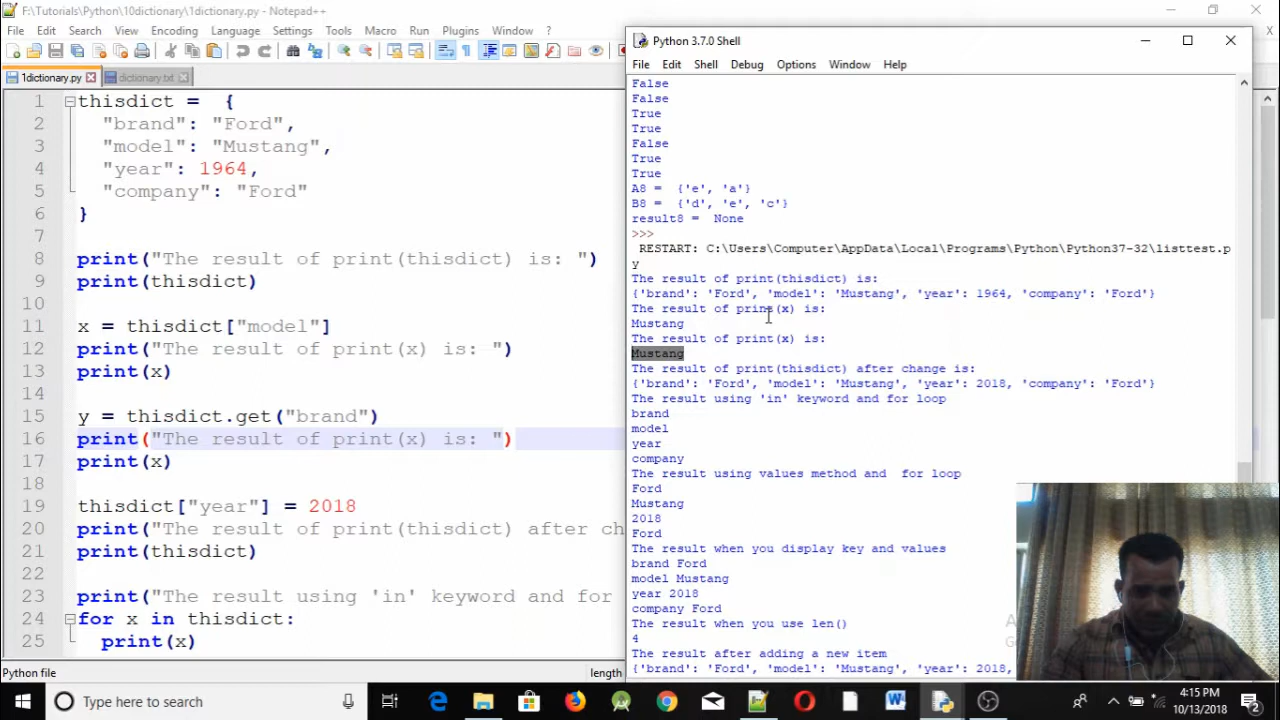 F:\Tutorials\Python\10dictionary\1dictionary.py - Notepad++
File Edit Search View Encoding Language Settings Tools Macro Run Plugins Window ?
1dictionary.py dictionary.txt
1 thisdict = {
2 "brand": "Ford",
3 "model": "Mustang",
4 "year": 1964,
5 "company": "Ford"
6 }
7
8 print("The result of print(thisdict) is: ")
9 print(thisdict)
10
11 x = thisdict["model"]
12 print("The result of print(x) is: ")
13 print(x)
14
15 y = thisdict.get("brand")
16 print("The result of print(x) is: ")
17 print(x)
18
19 thisdict["year"] = 2018
20 print("The result of print(thisdict) after ch
21 print(thisdict)
22
23 print("The result using 'in' keyword and for
24 for x in thisdict:
25 print(x)
Python file length
Python 3.7.0 Shell
File Edit Shell Debug Options Window Help
False
False
True
True
False
True
True
A8 = {'e', 'a'}
B8 = {'d', 'e', 'c'}
result8 = None
>>>
RESTART: C:\Users\Computer\AppData\Local\Programs\Python\Python37-32\listtest.p
y
The result of print(thisdict) is:
{'brand': 'Ford', 'model': 'Mustang', 'year': 1964, 'company': 'Ford'}
The result of print(x) is:
Mustang
The result of print(x) is:
Mustang
The result of print(thisdict) after change is:
{'brand': 'Ford', 'model': 'Mustang', 'year': 2018, 'company': 'Ford'}
The result using 'in' keyword and for loop
brand
model
year
company
The result using values method and for loop
Ford
Mustang
2018
Ford
The result when you display key and values
brand Ford
model Mustang
year 2018
company Ford
The result when you use len()
4
The result after adding a new item
{'brand': 'Ford', 'model': 'Mustang', 'year': 2018,
Type here to search
4:15 PM
10/13/2018
2